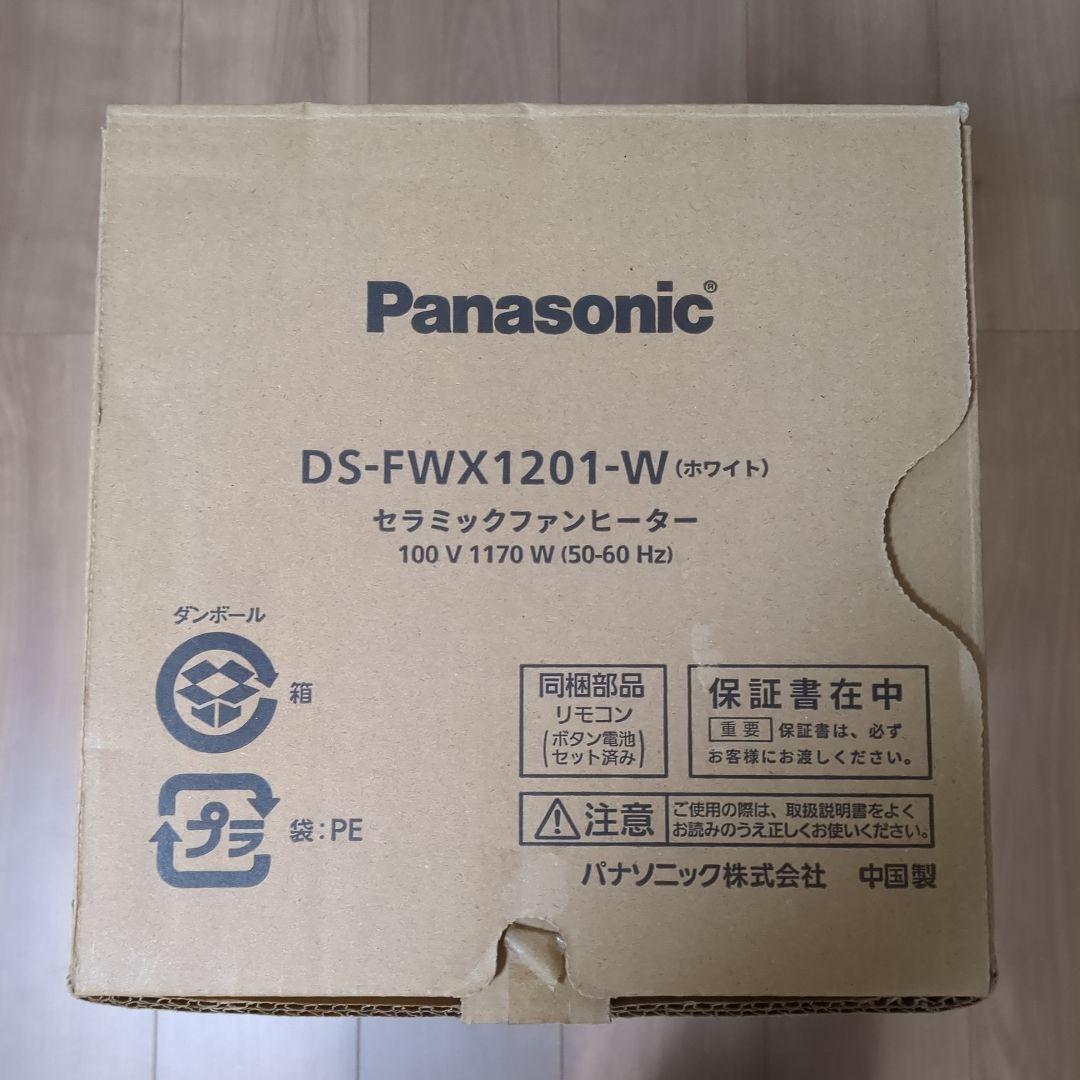 Panasonic®
DS-FWX1201-W(ホワイト)
セラミックファンヒーター
100 V 1170 W (50-60 Hz)
ダンボール
箱
プラ
袋:PE
同梱部品
リモコン
(ボタン電池
セット済み)
保証書在中
重要 保証書は、必ず
お客様にお渡しください。
注意
ご使用の際は、取扱説明書をよく
お読みのうえ正しくお使いください。
パナソニック株式会社 中国製